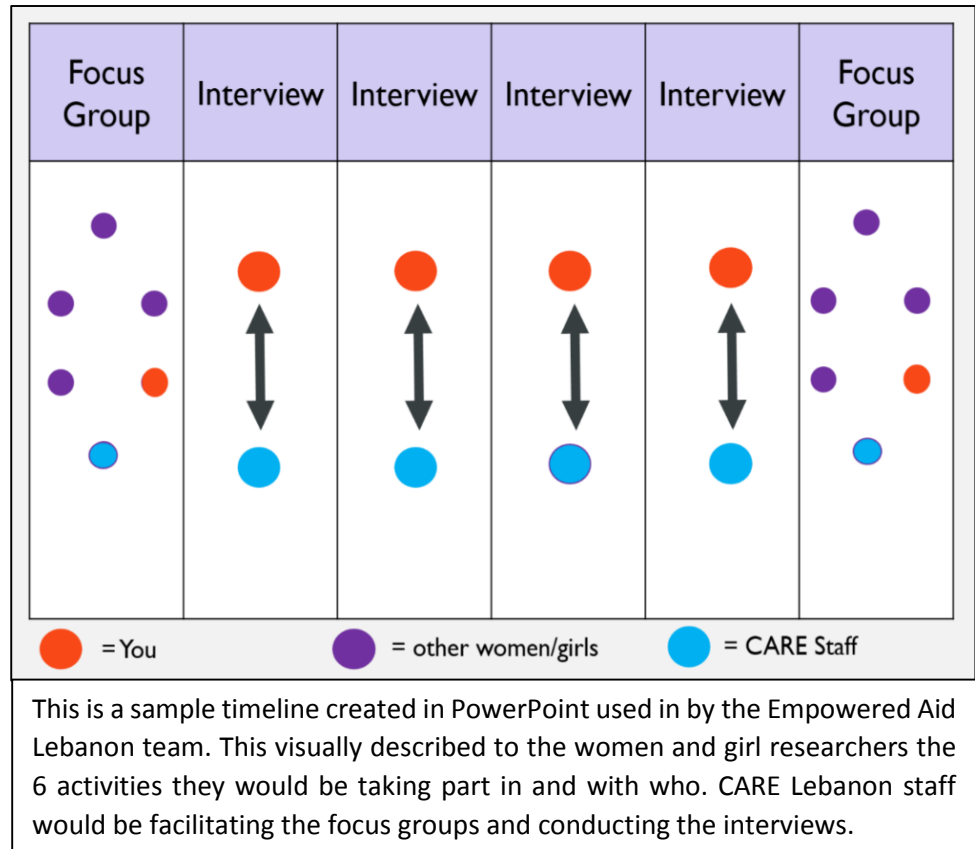 Focus
Group
Interview
Interview
Interview
Interview
Focus
Group
= You
= other women/girls
= CARE Staff
This is a sample timeline created in PowerPoint used in by the Empowered Aid
Lebanon team. This visually described to the women and girl researchers the
6 activities they would be taking part in and with who. CARE Lebanon staff
would be facilitating the focus groups and conducting the interviews.